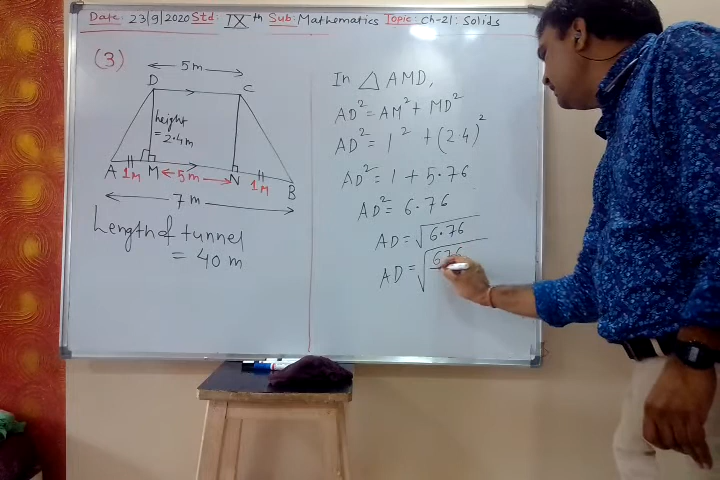 Date: 23|9|2020 Std: IXth Sub: Mathematics Topic: Ch-21: Solids
(3)
5m
D
C
height
= 2.4m
A
1M
M
5m
N
1M
B
7m
Length of tunnel
= 40 m
In △ AMD,
AD² = AM² + MD²
AD² = 1² + (2.4)²
AD² = 1 + 5.76
AD² = 6.76
AD = √6.76
AD = √676